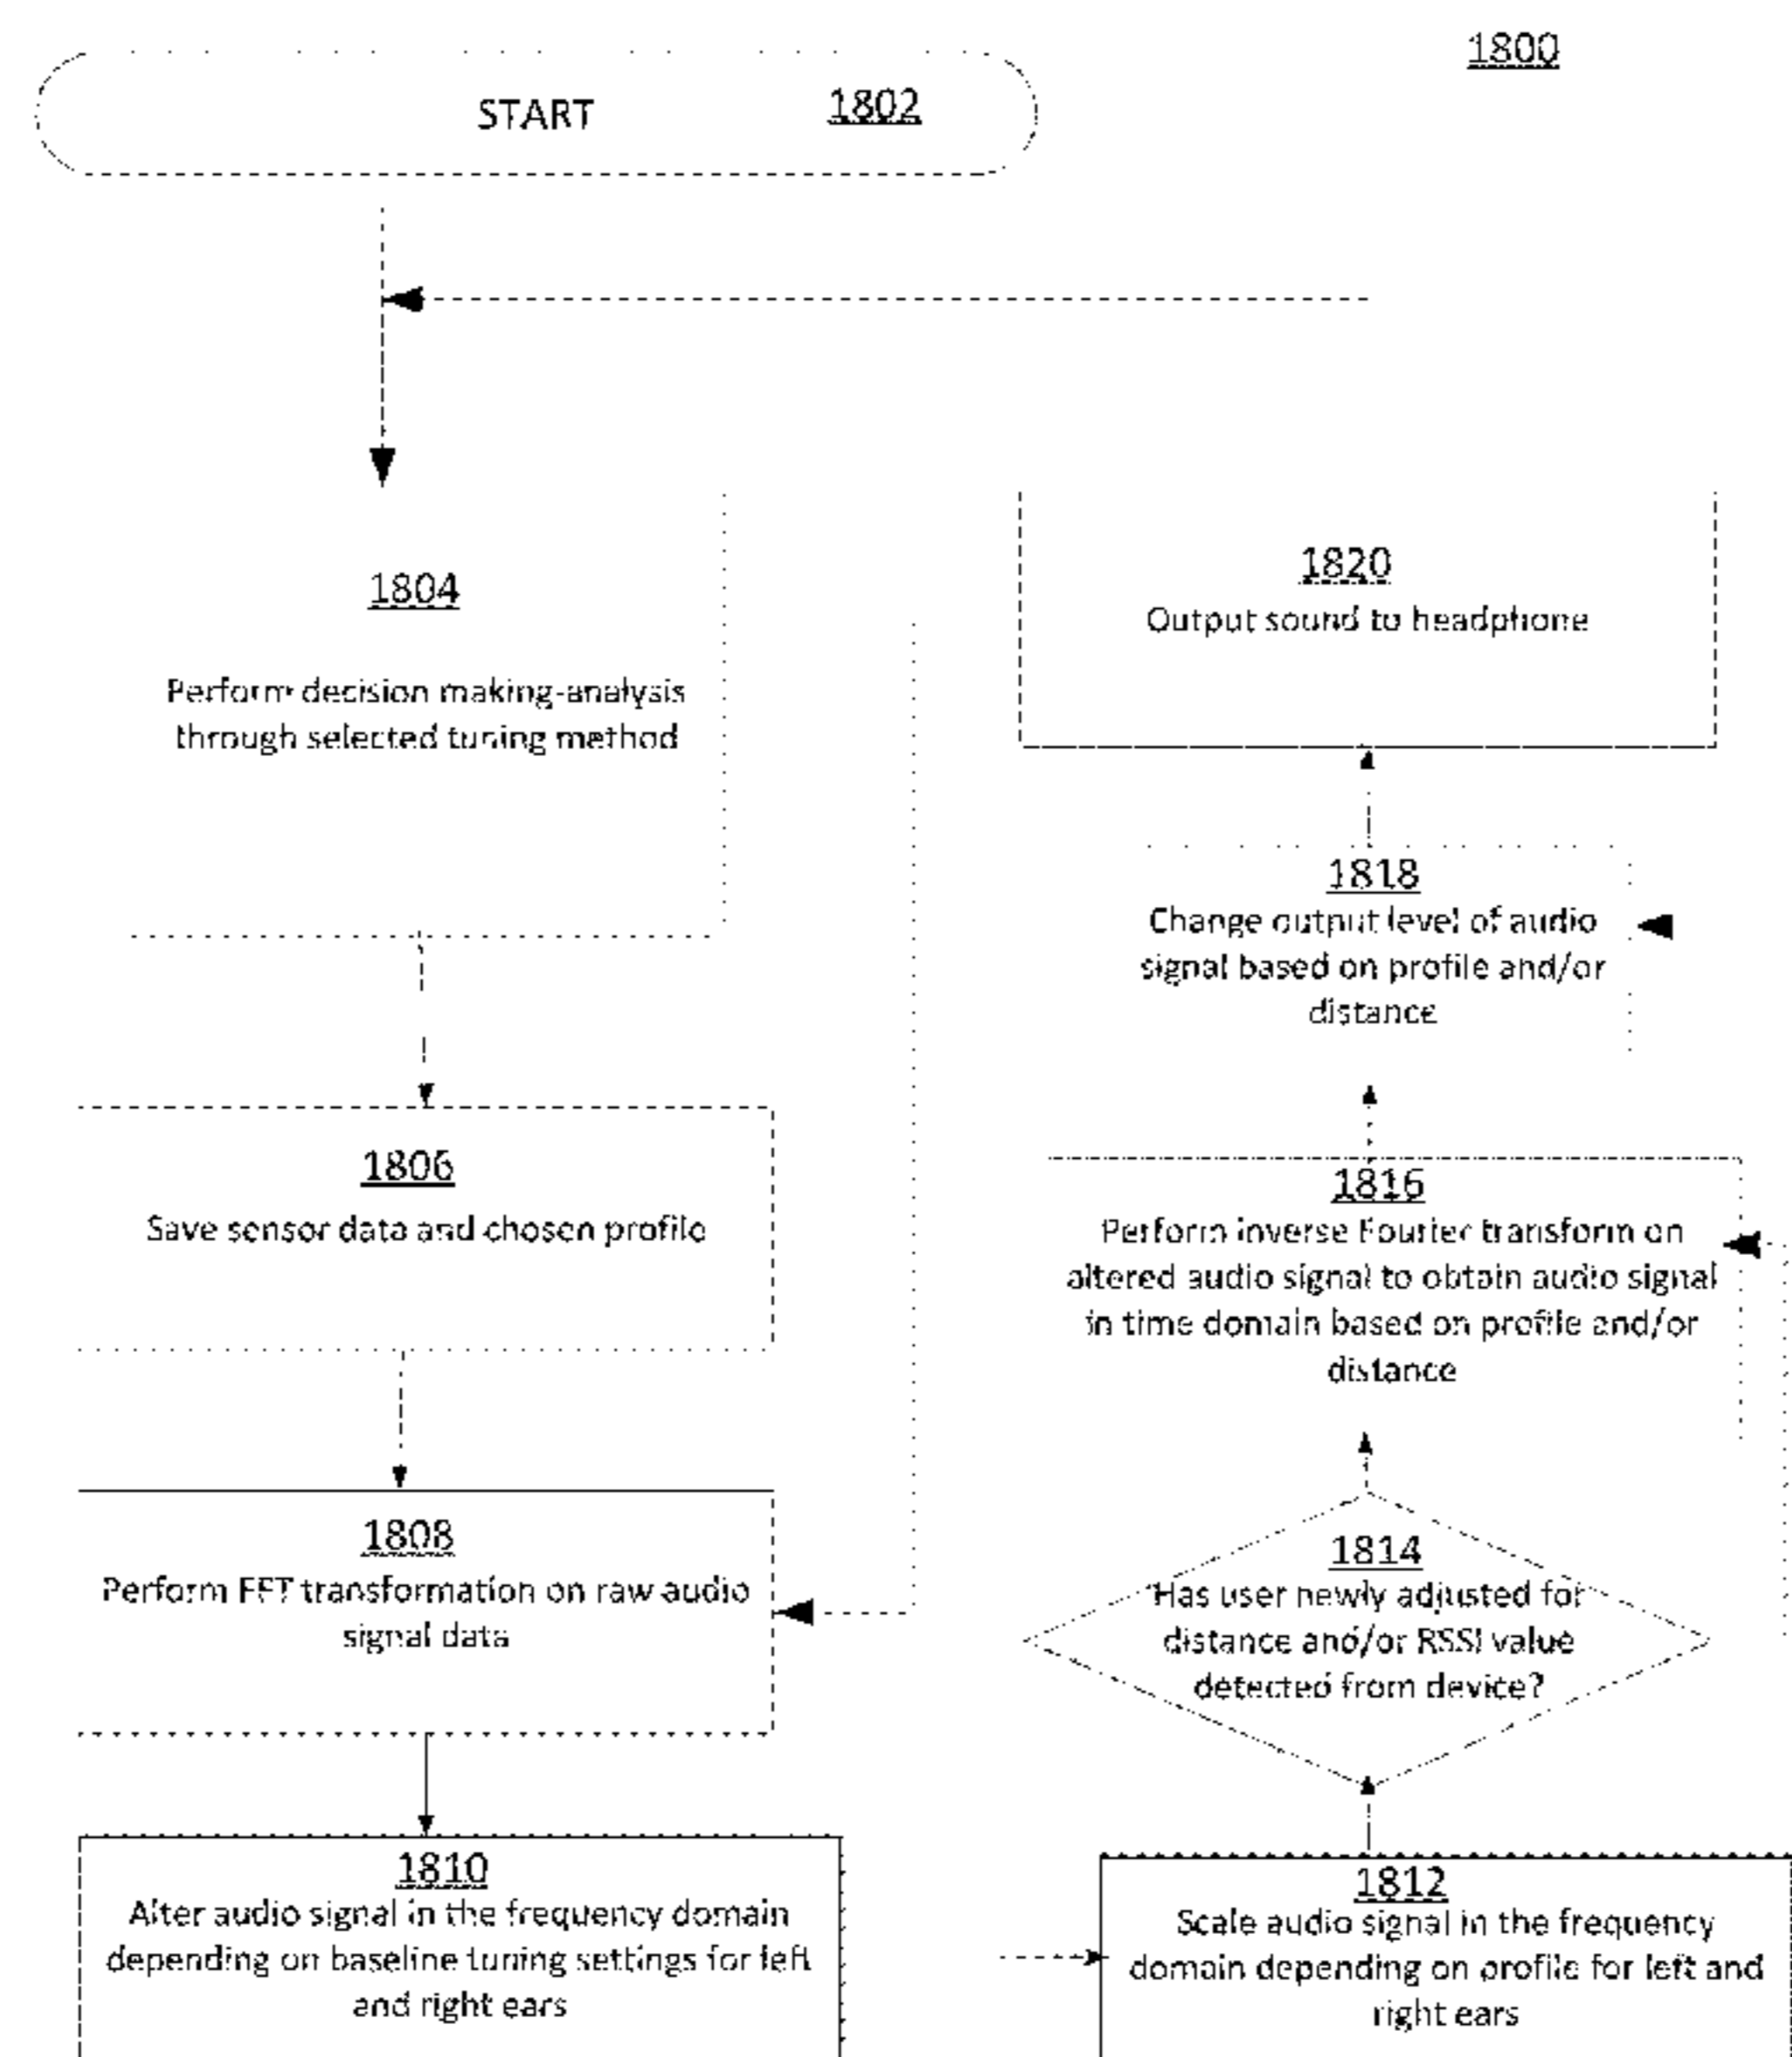 1800
START 1802
1804
Perform decision making-analysis
through selected tuning method
1806
Save sensor data and chosen profile
1808
Perform FFT transformation on raw audio
signal data
1810
Alter audio signal in the frequency domain
depending on baseline tuning settings for left
and right ears
1820
Output sound to headphone
1818
Change output level of audio
signal based on profile and/or
distance
1816
Perform inverse Fourier transform on
altered audio signal to obtain audio signal
in time domain based on profile and/or
distance
1814
Has user newly adjusted for
distance and/or RSSI value
detected from device?
1812
Scale audio signal in the frequency
domain depending on profile for left and
right ears